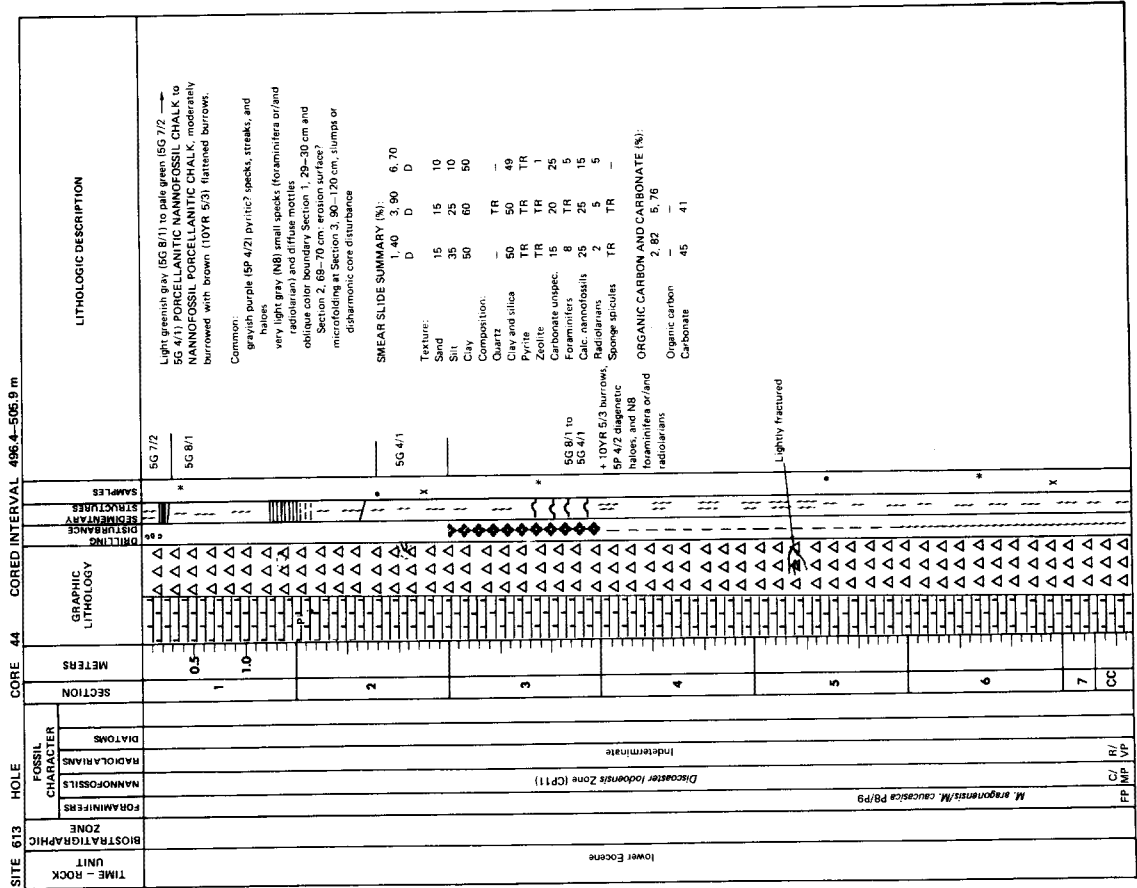 SITE 613 HOLE CORE 44 CORED INTERVAL 496.4–505.9 m
TIME – ROCK UNIT
BIOSTRATIGRAPHIC ZONE
FOSSIL CHARACTER
FORAMINIFERS
NANNOFOSSILS
RADIOLARIANS
DIATOMS
SECTION
METERS
GRAPHIC LITHOLOGY
DRILLING DISTURBANCE
SEDIMENTARY STRUCTURES
SAMPLES
LITHOLOGIC DESCRIPTION
lower Eocene
M. aragonensis/M. caucasica P8/P9
Discoaster lodoensis Zone (CP11)
Indeterminate
FP
C/ MP
R/ VP
1
0.5
1.0
2
3
4
5
6
7
CC
P
Lightly fractured
5G 7/2
5G 8/1
5G 4/1
5G 8/1 to
5G 4/1
+ 10YR 5/3 burrows,
5P 4/2 diagenetic
haloes, and N8
foraminifera or/and
radiolarians
Light greenish gray (5G 8/1) to pale green (5G 7/2 →
5G 4/1) PORCELLANITIC NANNOFOSSIL CHALK to
NANNOFOSSIL PORCELLANITIC CHALK, moderately
burrowed with brown (10YR 5/3) flattened burrows.
Common:
grayish purple (5P 4/2) pyritic? specks, streaks, and
haloes
very light gray (N8) small specks (foraminifera or/and
radiolarian) and diffuse mottles
oblique color boundary Section 1, 29–30 cm and
Section 2, 69–70 cm: erosion surface?
microfolding at Section 3, 90–120 cm, slumps or
disharmonic core disturbance
SMEAR SLIDE SUMMARY (%):
1, 40 3, 90 6, 70
D D D
Texture:
Sand 15 15 10
Silt 35 25 10
Clay 50 60 50
Composition:
Quartz – TR –
Clay and silica 50 50 49
Pyrite TR TR TR
Zeolite TR TR 1
Carbonate unspec. 15 20 25
Foraminifers 8 TR 5
Calc. nannofossils 25 25 15
Radiolarians 2 5 5
Sponge spicules TR TR –
ORGANIC CARBON AND CARBONATE (%):
2, 82 5, 76
Organic carbon – –
Carbonate 45 41